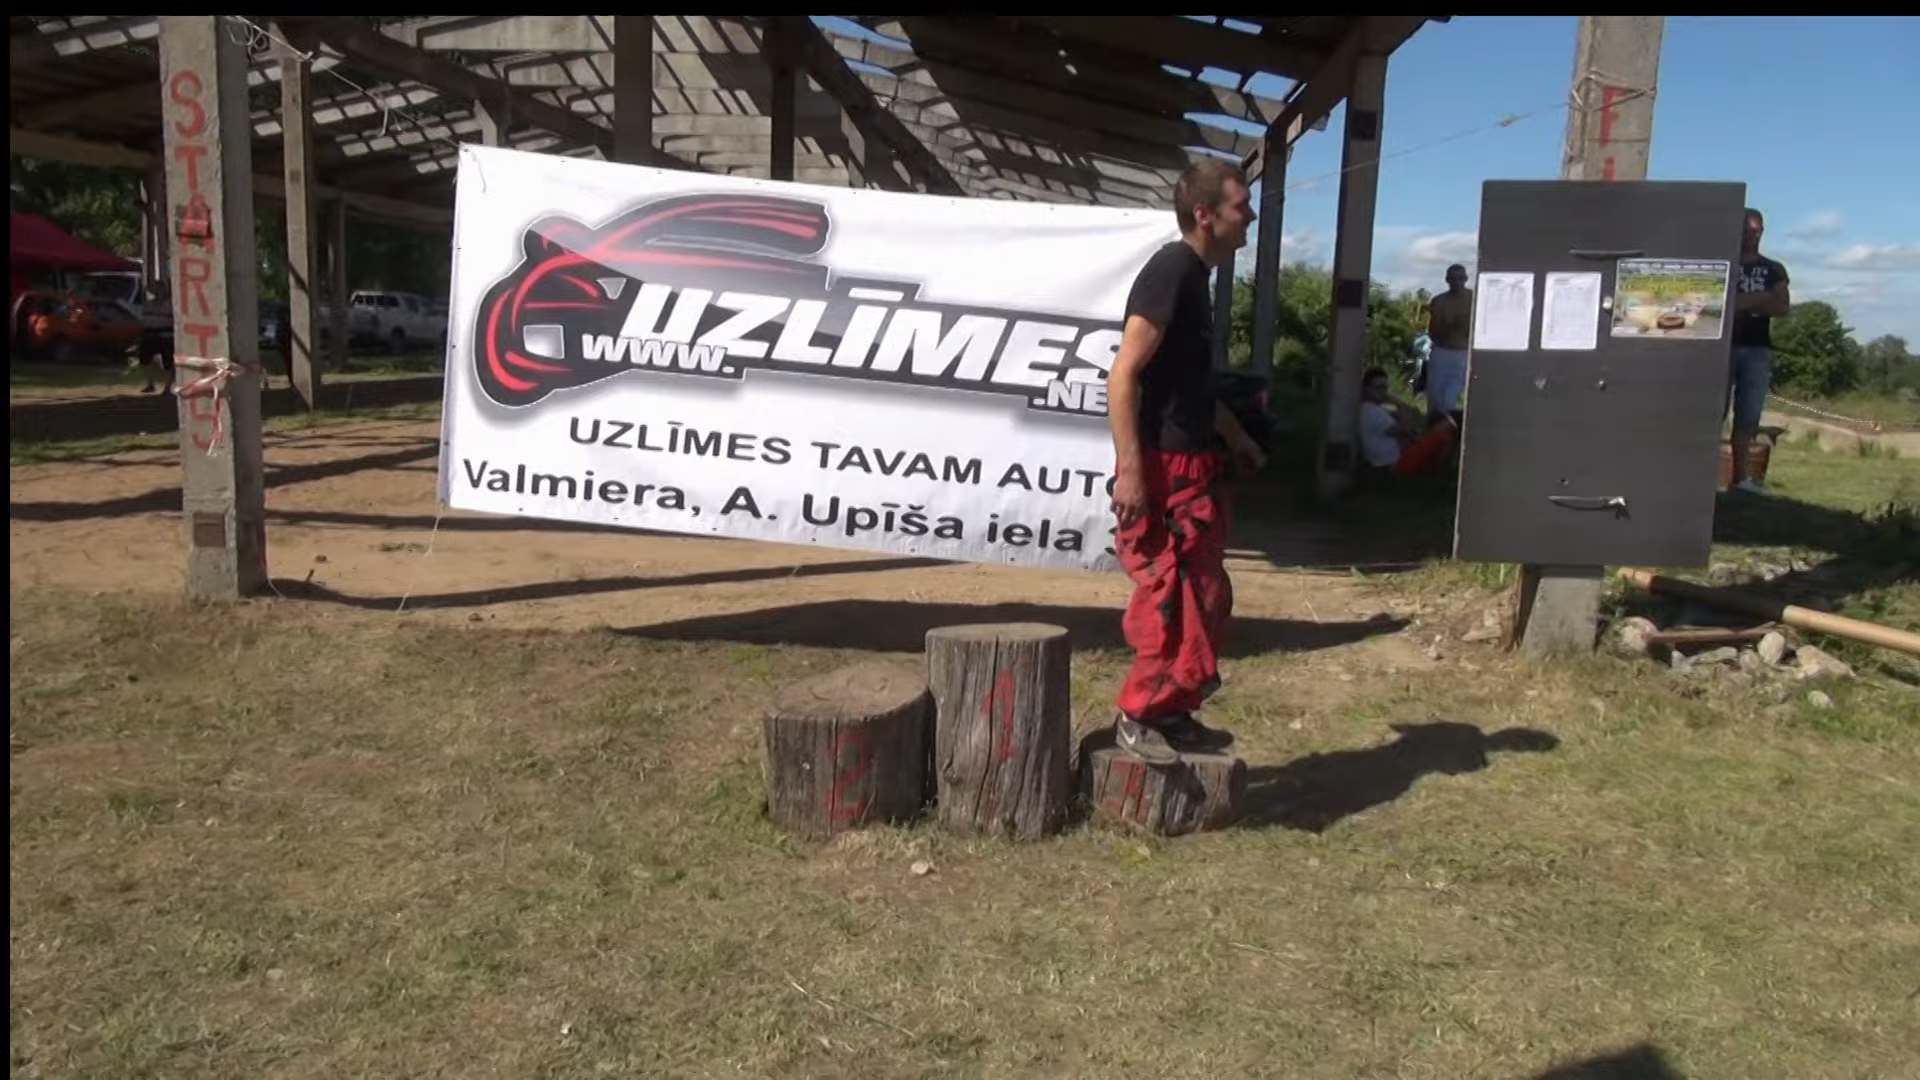 STARTS
UZLĪMES
www.
.NE
UZLĪMES TAVAM AUTO
Valmiera, A. Upīša iela
2
1